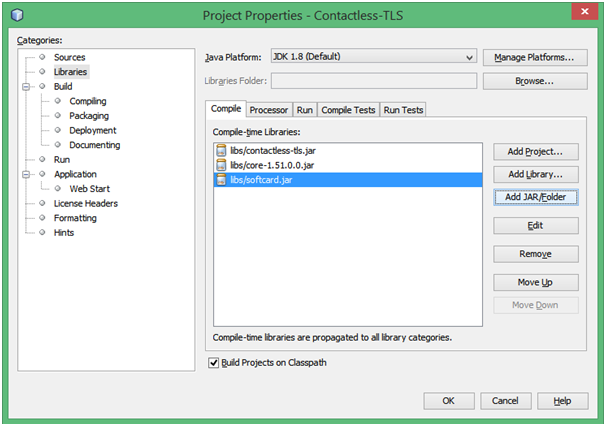 Project Properties - Contactless-TLS
Categories:
Sources
Libraries
Build
Compiling
Packaging
Deployment
Documenting
Run
Application
Web Start
License Headers
Formatting
Hints
Java Platform: JDK 1.8 (Default) Manage Platforms...
Libraries Folder: Browse...
Compile Processor Run Compile Tests Run Tests
Compile-time Libraries:
libs/contactless-tls.jar
libs/core-1.51.0.0.jar
libs/softcard.jar
Add Project...
Add Library...
Add JAR/Folder
Edit
Remove
Move Up
Move Down
Compile-time libraries are propagated to all library categories.
Build Projects on Classpath
OK Cancel Help